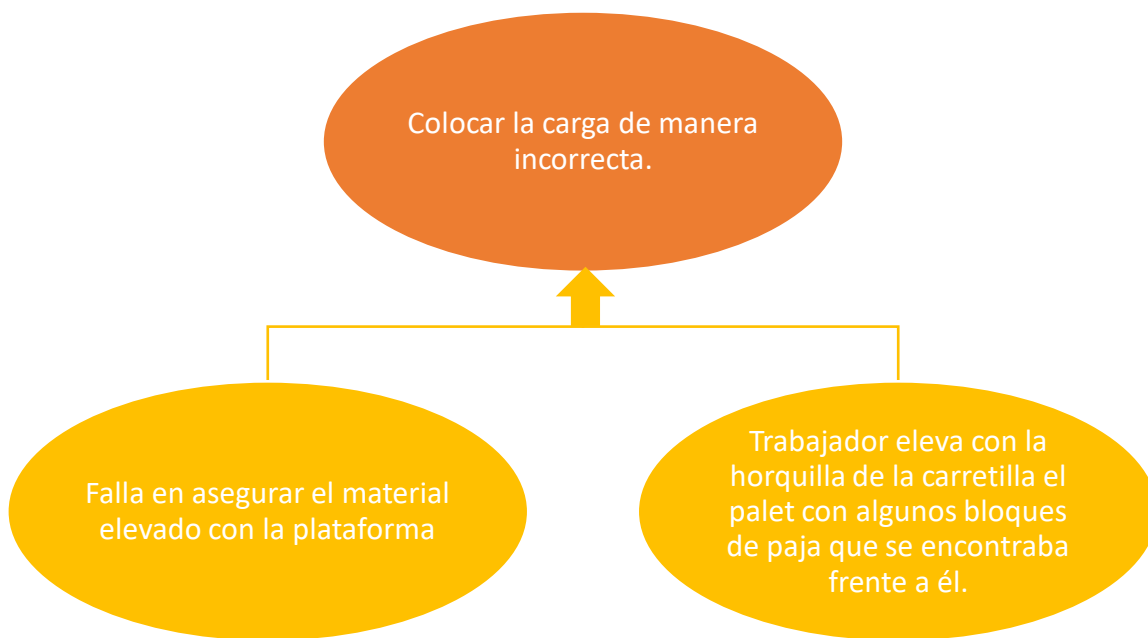 Colocar la carga de manera
incorrecta.
Falla en asegurar el material
elevado con la plataforma
Trabajador eleva con la
horquilla de la carretilla el
palet con algunos bloques
de paja que se encontraba
frente a él.